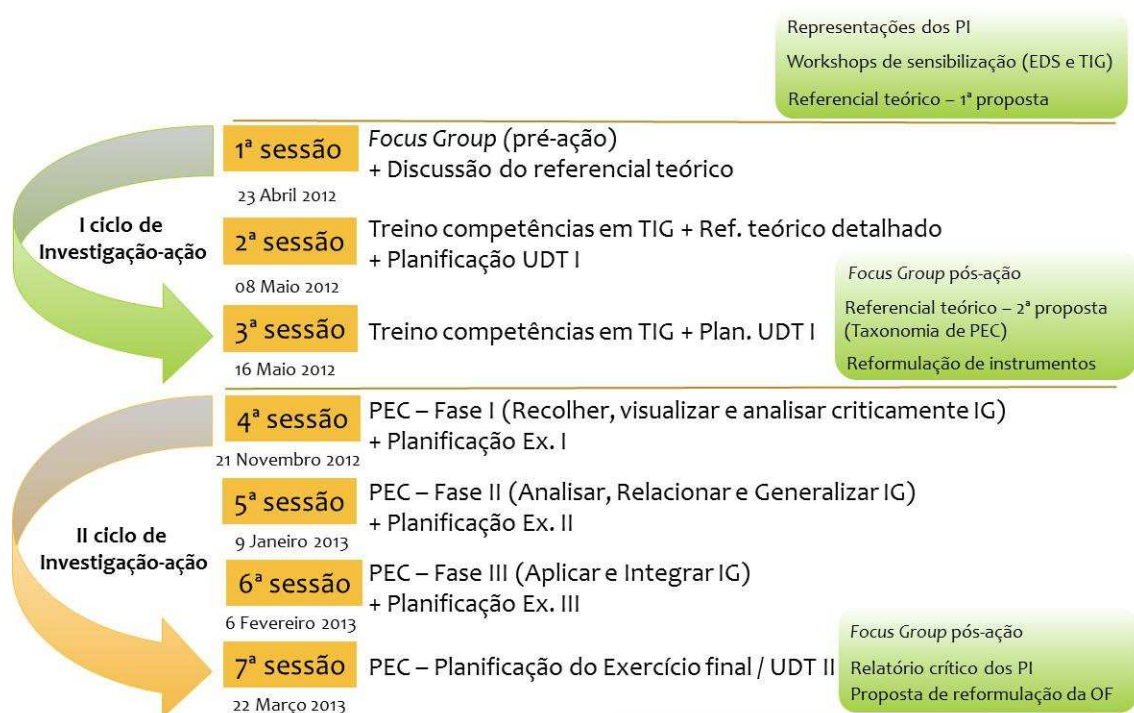 Representações dos PI
Workshops de sensibilização (EDS e TIG)
Referencial teórico – 1ª proposta
1ª sessão
Focus Group (pré-ação)
+ Discussão do referencial teórico
23 Abril 2012
I ciclo de
Investigação-ação
2ª sessão
Treino competências em TIG + Ref. teórico detalhado
+ Planificação UDT I
08 Maio 2012
3ª sessão
Treino competências em TIG + Plan. UDT I
16 Maio 2012
Focus Group pós-ação
Referencial teórico – 2ª proposta
(Taxonomia de PEC)
Reformulação de instrumentos
4ª sessão
PEC – Fase I (Recolher, visualizar e analisar criticamente IG)
+ Planificação Ex. I
21 Novembro 2012
5ª sessão
PEC – Fase II (Analisar, Relacionar e Generalizar IG)
+ Planificação Ex. II
9 Janeiro 2013
II ciclo de
Investigação-ação
6ª sessão
PEC – Fase III (Aplicar e Integrar IG)
+ Planificação Ex. III
6 Fevereiro 2013
7ª sessão
PEC – Planificação do Exercício final / UDT II
22 Março 2013
Focus Group pós-ação
Relatório crítico dos PI
Proposta de reformulação da OF